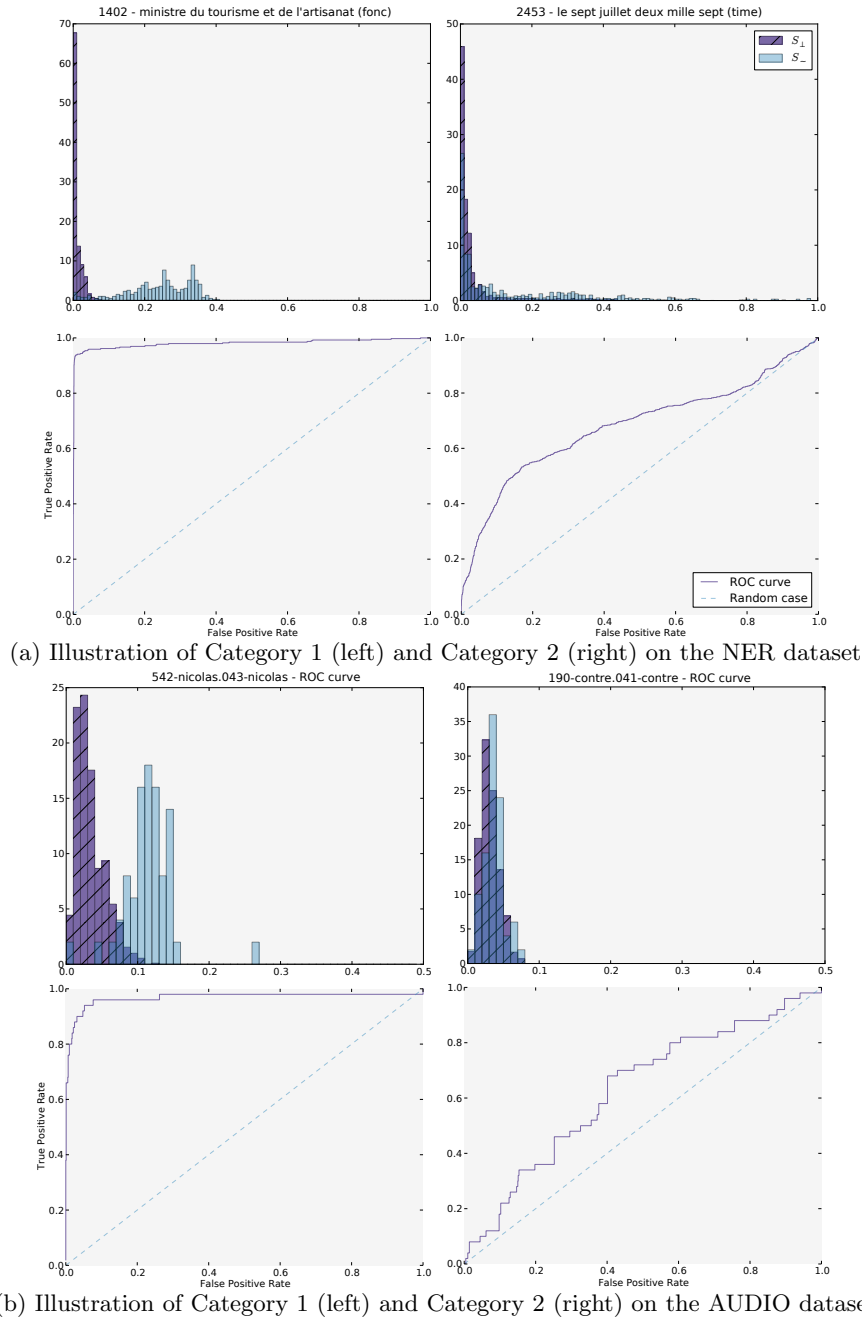 1402 - ministre du tourisme et de l'artisanat (fonc)
70
60
50
40
30
20
10
0
0.0 0.2 0.4 0.6 0.8 1.0
2453 - le sept juillet deux mille sept (time)
S⊥
S−
50
40
30
20
10
0
0.0 0.2 0.4 0.6 0.8 1.0
True Positive Rate
1.0
0.8
0.6
0.4
0.2
0.0
0.0 0.2 0.4 0.6 0.8 1.0
False Positive Rate
1.0
0.8
0.6
0.4
0.2
0.0
ROC curve
Random case
0.0 0.2 0.4 0.6 0.8 1.0
False Positive Rate
(a) Illustration of Category 1 (left) and Category 2 (right) on the NER dataset
542-nicolas.043-nicolas - ROC curve
25
20
15
10
5
0
0.0 0.1 0.2 0.3 0.4 0.5
190-contre.041-contre - ROC curve
40
35
30
25
20
15
10
5
0
0.0 0.1 0.2 0.3 0.4 0.5
True Positive Rate
1.0
0.8
0.6
0.4
0.2
0.0
0.0 0.2 0.4 0.6 0.8 1.0
False Positive Rate
1.0
0.8
0.6
0.4
0.2
0.0
0.0 0.2 0.4 0.6 0.8 1.0
False Positive Rate
b) Illustration of Category 1 (left) and Category 2 (right) on the AUDIO datase